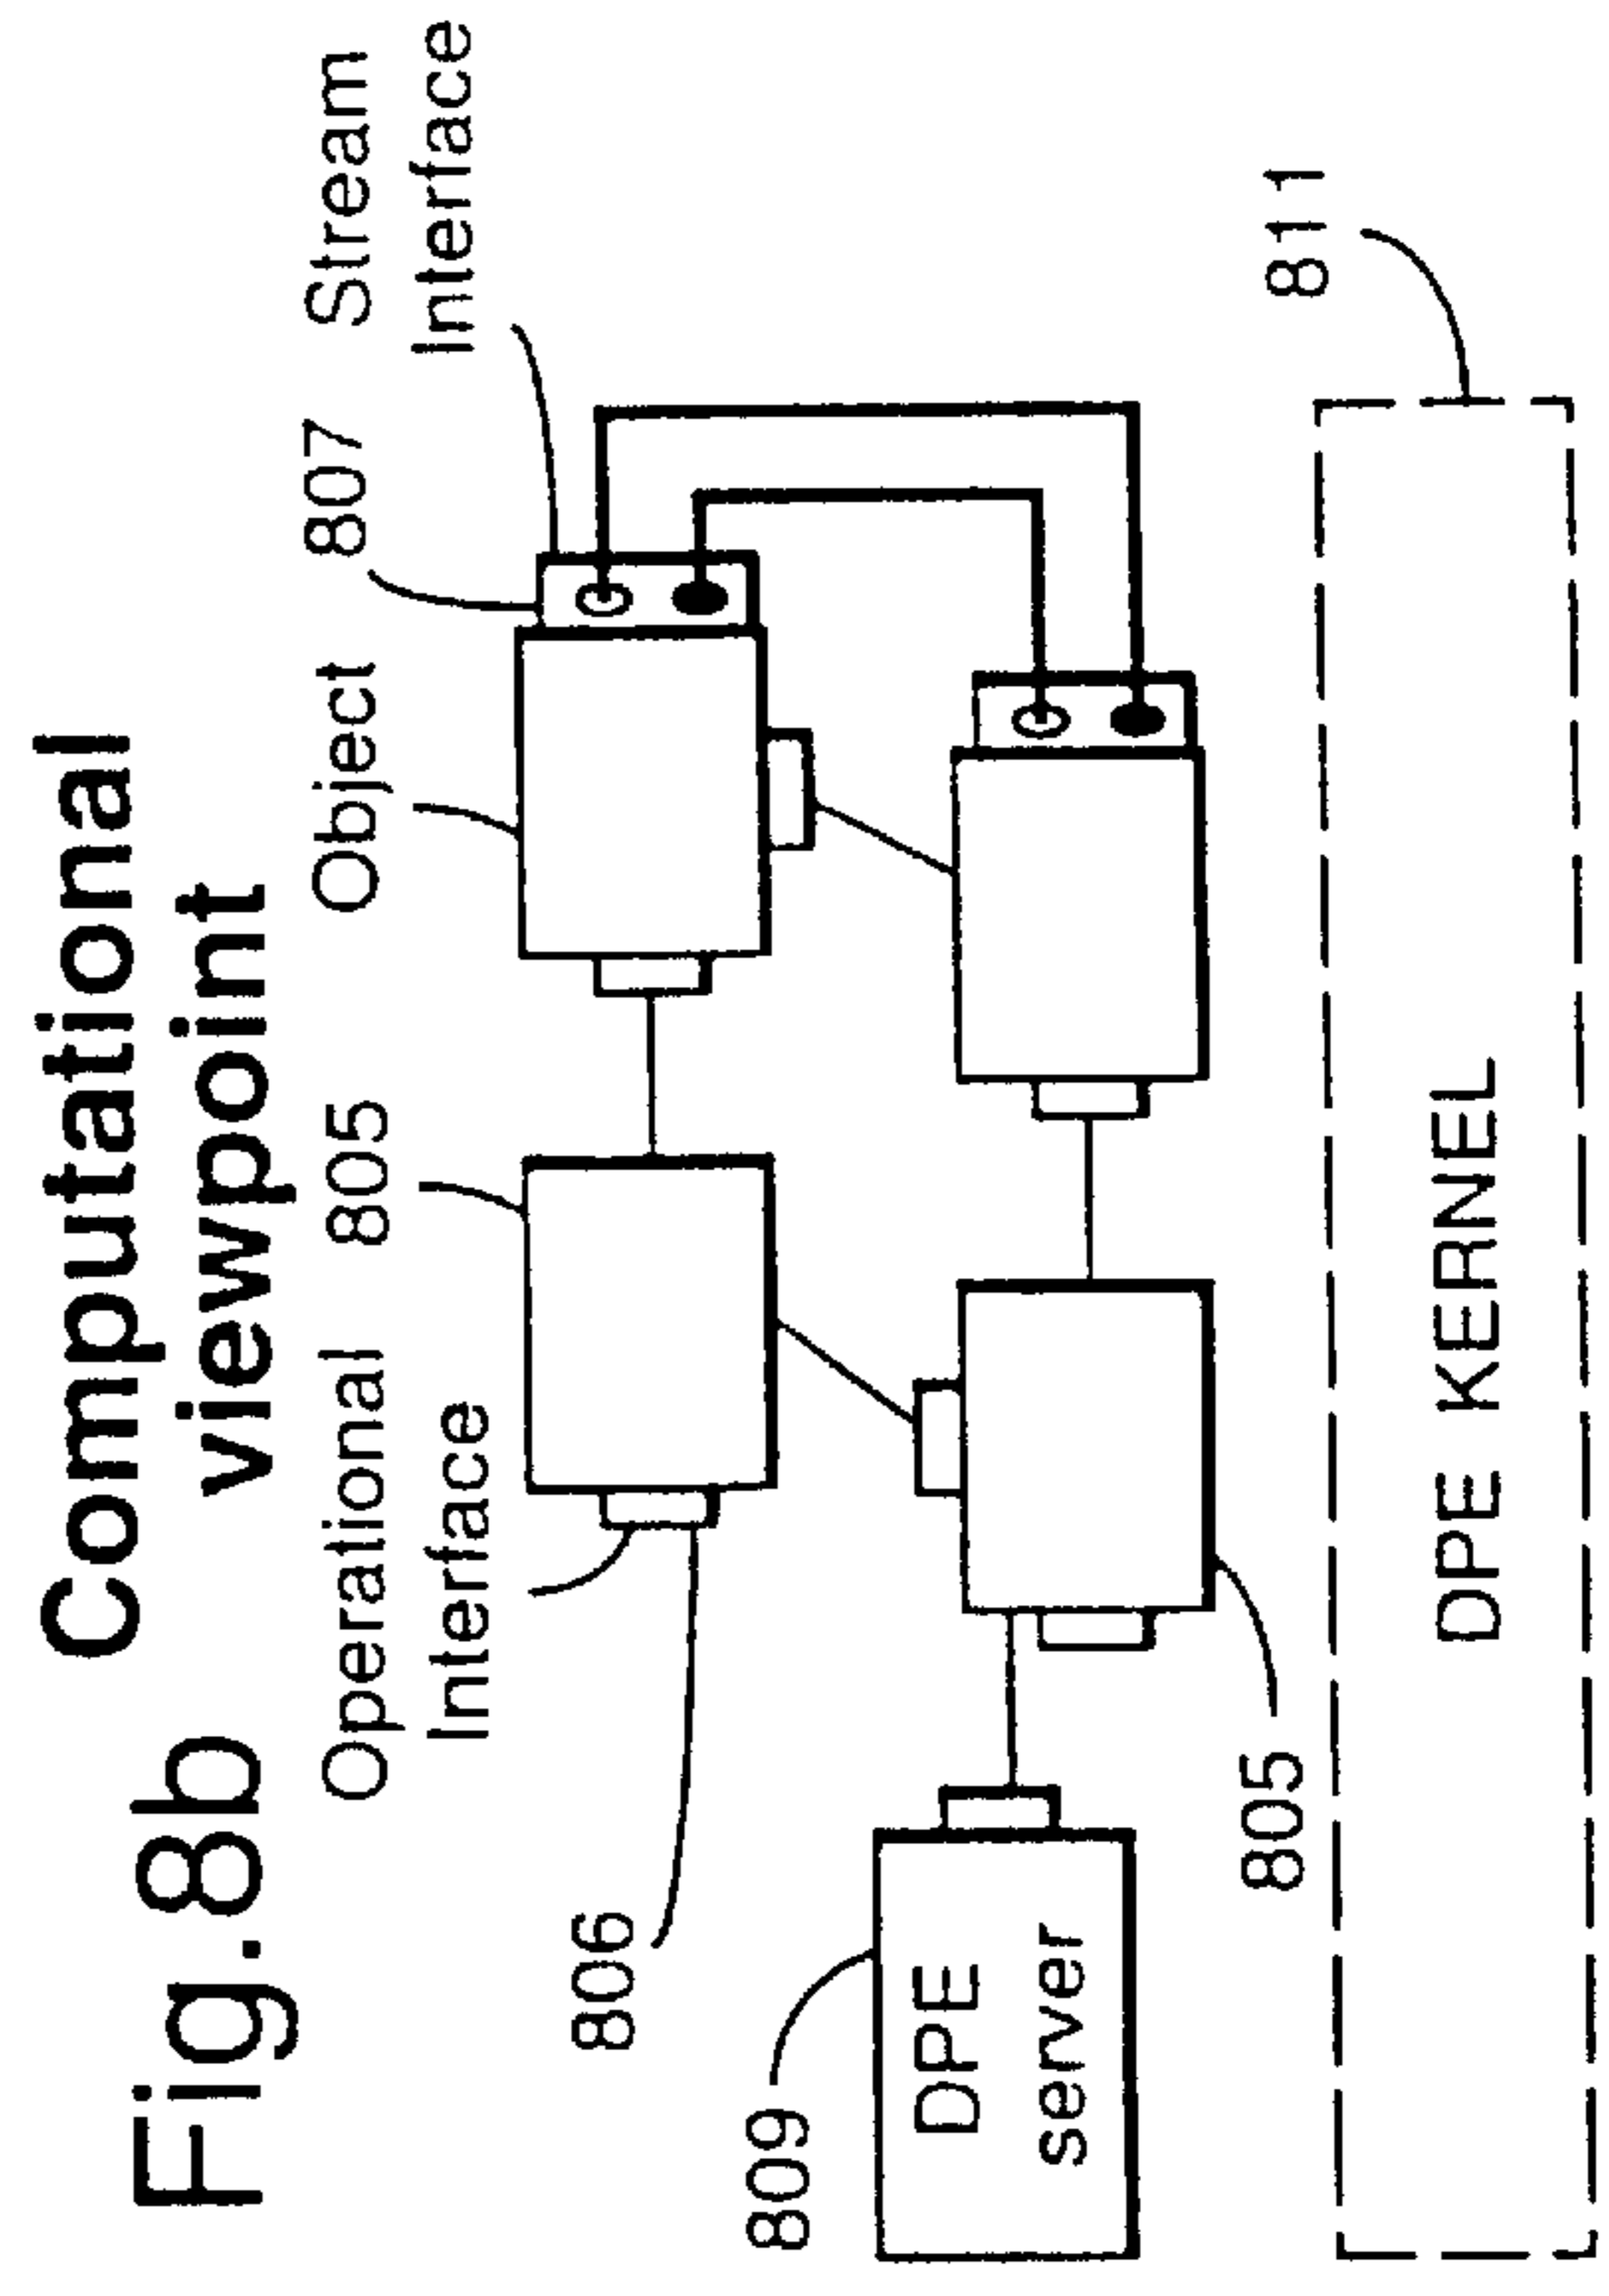 Fig.8b
Computational
viewpoint
Operational
Interface
805
Object
807
Stream
Interface
806
809
DPE
server
805
811
DPE KERNEL